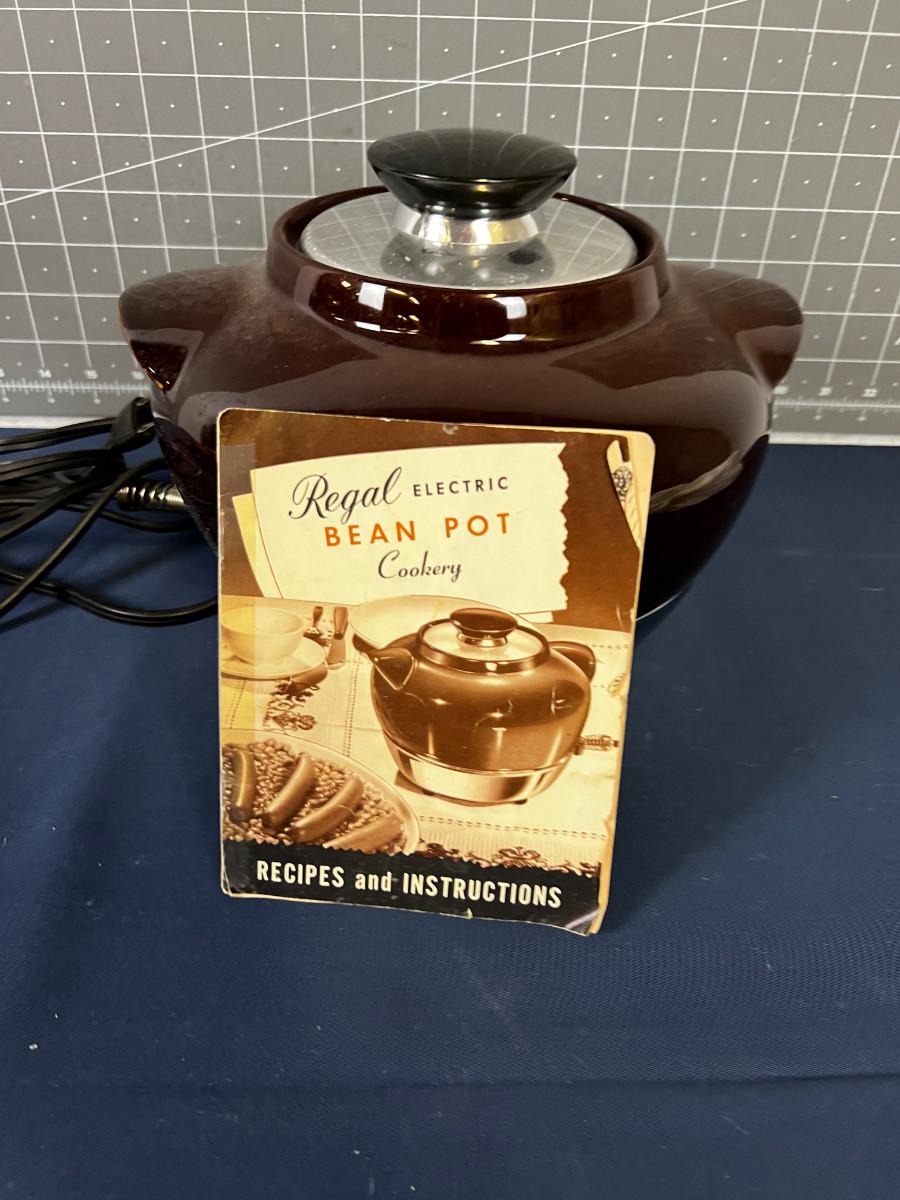 Regal ELECTRIC
BEAN POT
Cookery
RECIPES and INSTRUCTIONS